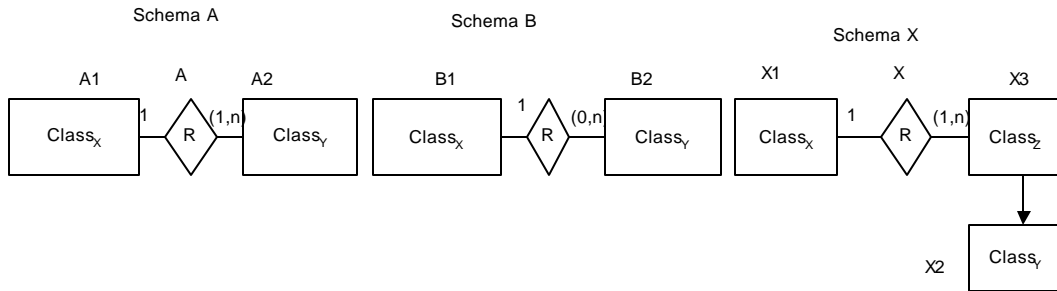 Schema A
Schema B
Schema X
A1
A
A2
B1
B2
X1
X
X3
1
(1,n)
1
(0,n)
1
(1,n)
ClassX
R
ClassY
ClassX
R
ClassY
ClassX
R
ClassZ
X2
ClassY